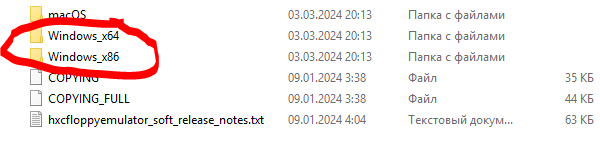 macOS 03.03.2024 20:13 Папка с файлами
Windows_x64 03.03.2024 20:13 Папка с файлами
Windows_x86 03.03.2024 20:13 Папка с файлами
COPYING 09.01.2024 3:38 Файл 35 КБ
COPYING_FULL 09.01.2024 3:38 Файл 44 КБ
hxcfloppyemulator_soft_release_notes.txt 09.01.2024 4:04 Текстовый докум... 63 КБ